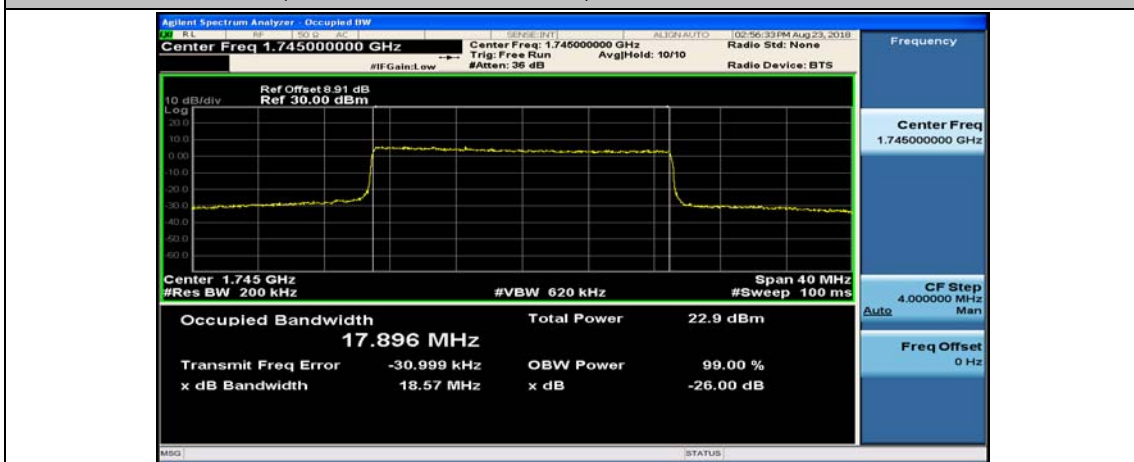 Agilent Spectrum Analyzer - Occupied BW
RL RF 50 Ω AC SENSE:INT ALIGN AUTO 02:56:33 PM Aug 23, 2018
Center Freq 1.745000000 GHz
Center Freq: 1.745000000 GHz Radio Std: None
Trig: Free Run Avg|Hold: 10/10
#IFGain:Low #Atten: 36 dB Radio Device: BTS
Ref Offset 8.91 dB
10 dB/div Ref 30.00 dBm
Log
20.0
10.0
0.00
-10.0
-20.0
-30.0
-40.0
-50.0
-60.0
Center 1.745 GHz Span 40 MHz
#Res BW 200 kHz #VBW 620 kHz #Sweep 100 ms
Occupied Bandwidth Total Power 22.9 dBm
17.896 MHz
Transmit Freq Error -30.999 kHz OBW Power 99.00 %
x dB Bandwidth 18.57 MHz x dB -26.00 dB
MSG STATUS
Frequency
Center Freq
1.745000000 GHz
CF Step
4.000000 MHz
Auto Man
Freq Offset
0 Hz